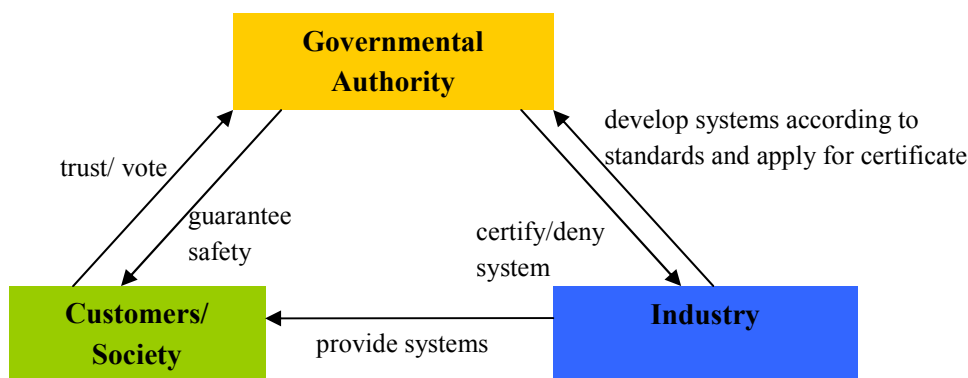 Governmental
Authority
develop systems according to
standards and apply for certificate
trust/ vote
guarantee
safety
certify/deny
system
Customers/
Society
provide systems
Industry